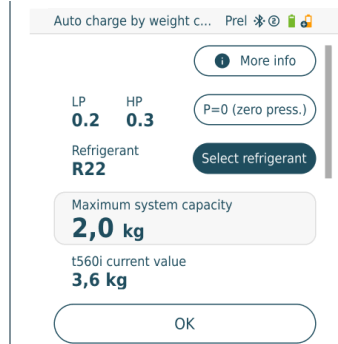 Auto charge by weight c... Prel
More info
LP HP
0.2 0.3 P=0 (zero press.)
Refrigerant
R22 Select refrigerant
Maximum system capacity
2,0 kg
t560i current value
3,6 kg
OK